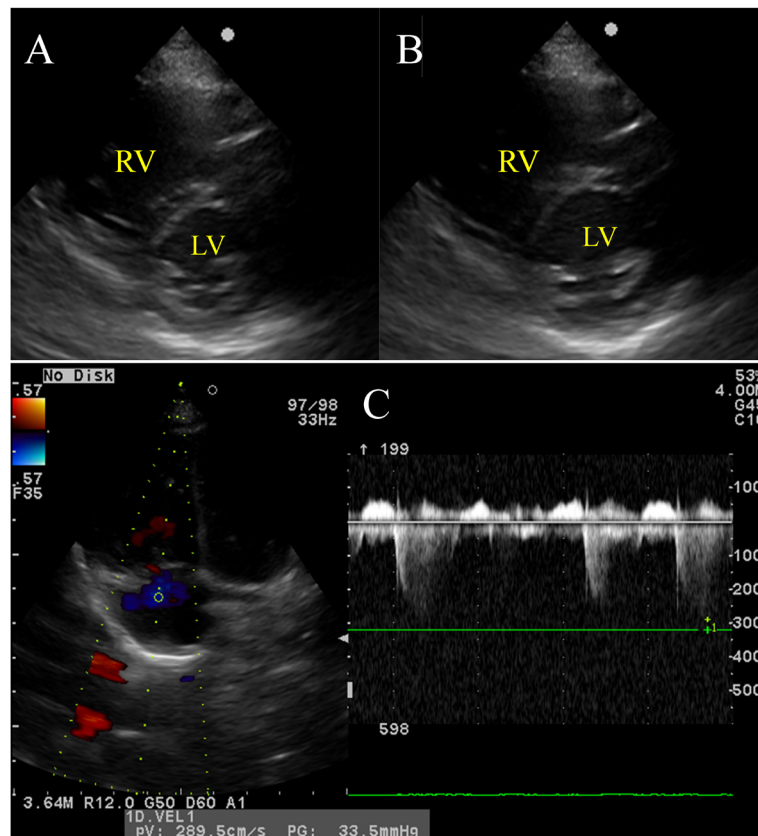 A
B
RV
RV
LV
LV
No Disk
C
.57
97/98
33Hz
.57
F35
53%
4.00M
↑ 199
100
-100
-200
-300
1
-400
-500
598
3.64M R12.0 G50 D60 A1
1D.VEL1
pV: 289.5cm/s PG: 33.5mmHg